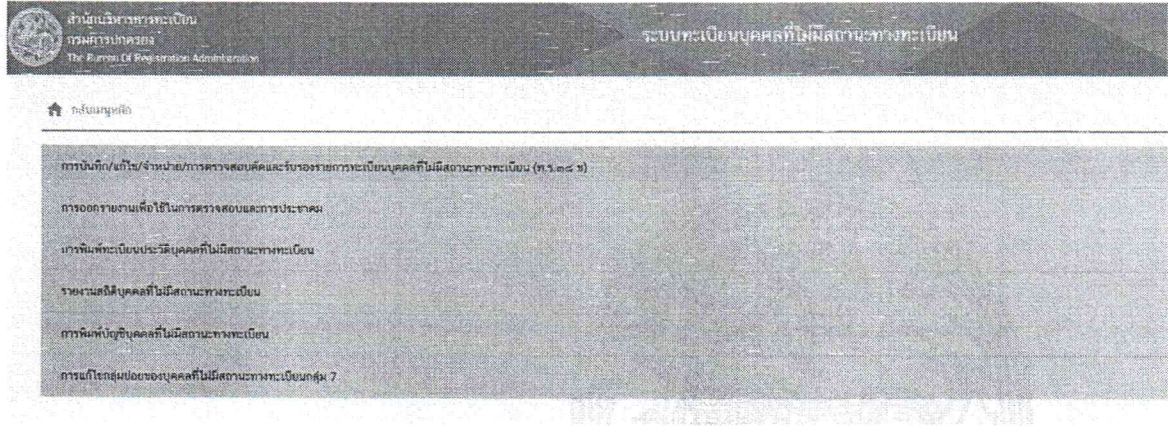 สำนักบริหารการทะเบียน
กรมการปกครอง
The Bureau Of Registration Administration
ระบบทะเบียนบุคคลที่ไม่มีสถานะทางทะเบียน
กลับเมนูหลัก
การบันทึก/แก้ไข/จำหน่าย/การตรวจสอบคัดและรับรองรายการทะเบียนบุคคลที่ไม่มีสถานะทางทะเบียน (ท.ร.๓๘ ข)
การออกรายงานเพื่อใช้ในการตรวจสอบและการประชาคม
การพิมพ์ทะเบียนประวัติบุคคลที่ไม่มีสถานะทางทะเบียน
รายงานสถิติบุคคลที่ไม่มีสถานะทางทะเบียน
การพิมพ์บัญชีบุคคลที่ไม่มีสถานะทางทะเบียน
การแก้ไขกลุ่มย่อยของบุคคลที่ไม่มีสถานะทางทะเบียนกลุ่ม 7